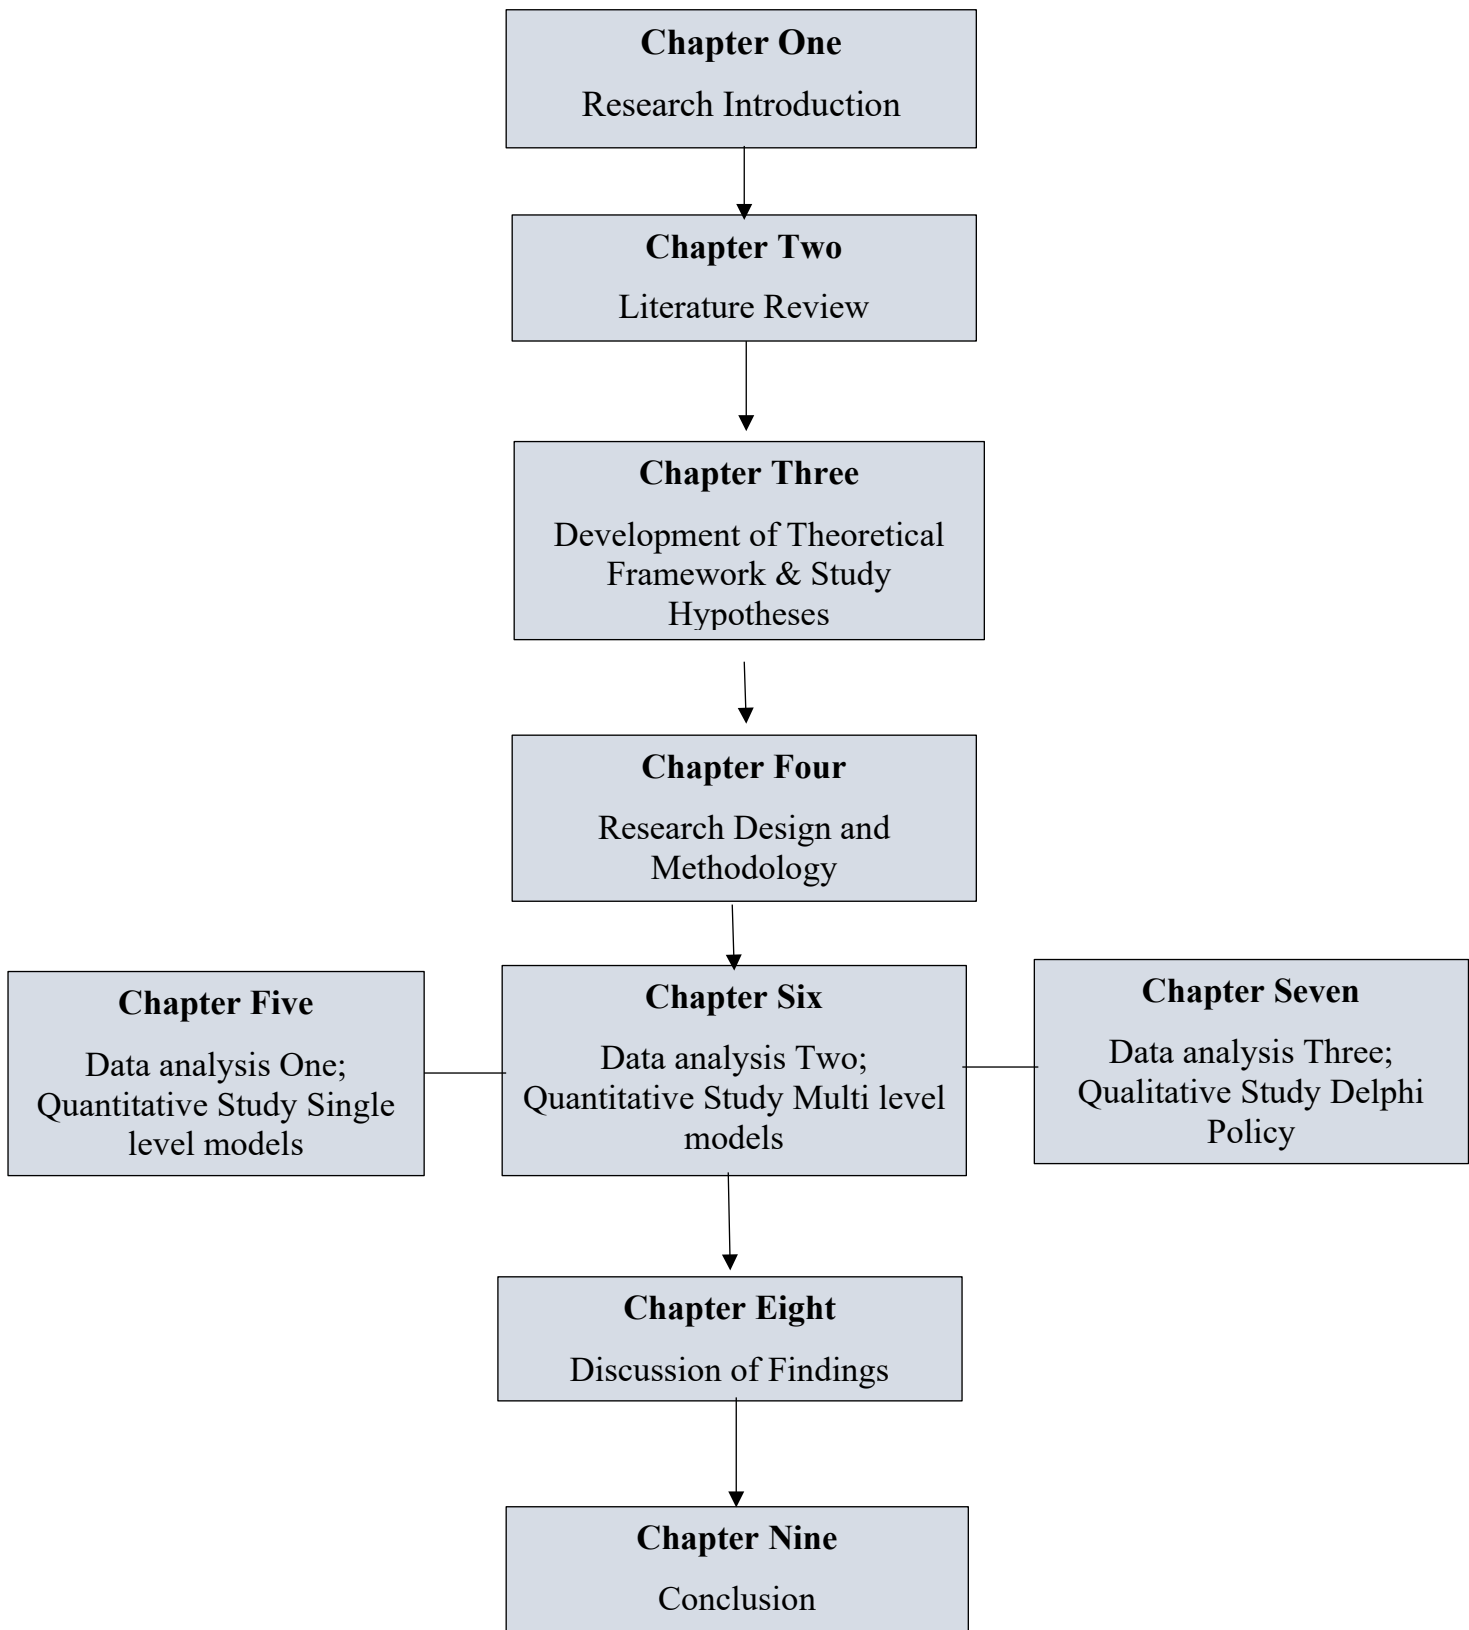 Chapter One
Research Introduction
Chapter Two
Literature Review
Chapter Three
Development of Theoretical
Framework & Study
Hypotheses
Chapter Four
Research Design and
Methodology
Chapter Five
Data analysis One;
Quantitative Study Single
level models
Chapter Six
Data analysis Two;
Quantitative Study Multi level
models
Chapter Seven
Data analysis Three;
Qualitative Study Delphi
Policy
Chapter Eight
Discussion of Findings
Chapter Nine
Conclusion